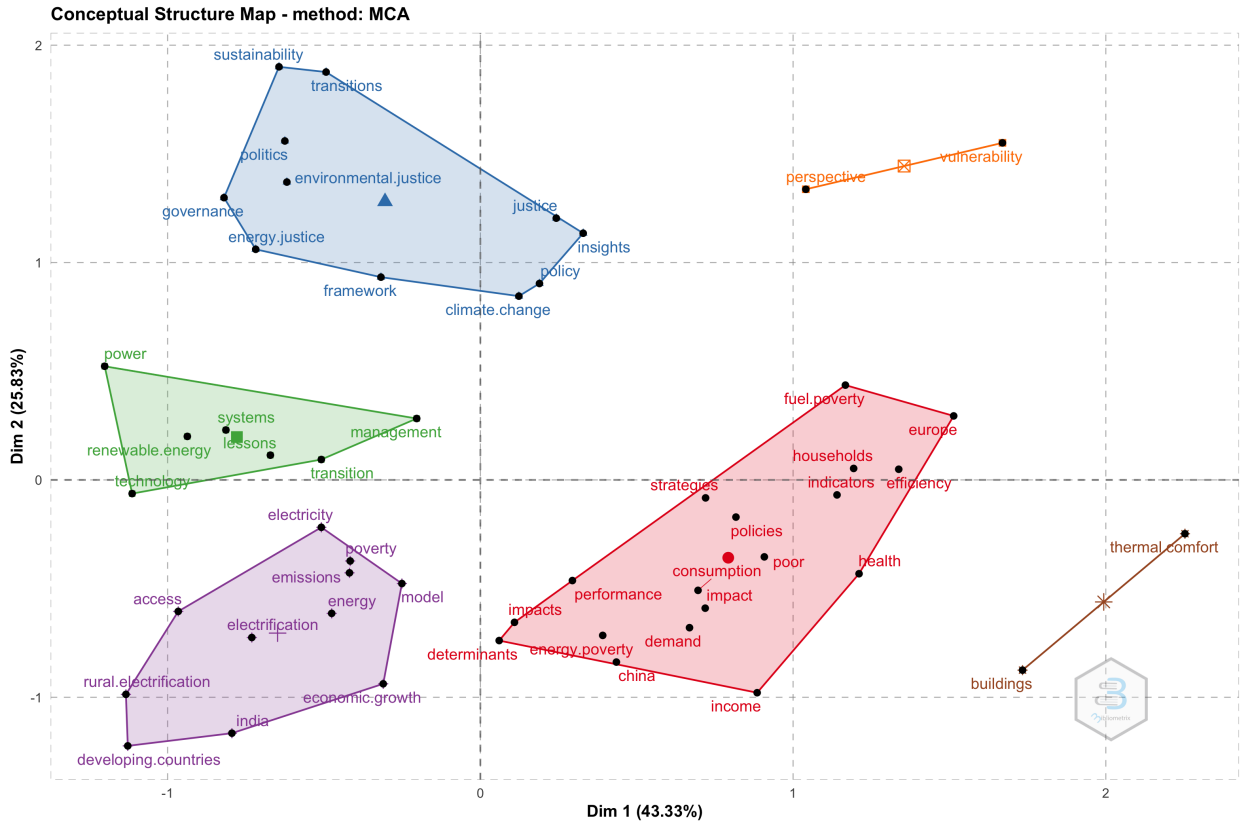 Conceptual Structure Map - method: MCA
2
sustainability
transitions
politics
environmental.justice
governance
energy.justice
justice
insights
policy
framework
climate.change
perspective
vulnerability
1
power
systems
lessons
renewable.energy
management
technology
transition
fuel.poverty
europe
households
indicators
efficiency
strategies
policies
0
electricity
poverty
emissions
model
access
energy
electrification
rural.electrification
economic.growth
india
developing.countries
consumption
poor
health
performance
impact
impacts
demand
determinants
energy.poverty
china
income
thermal.comfort
buildings
bibliometrix
-1
-1
0
1
2
Dim 1 (43.33%)
Dim 2 (25.83%)